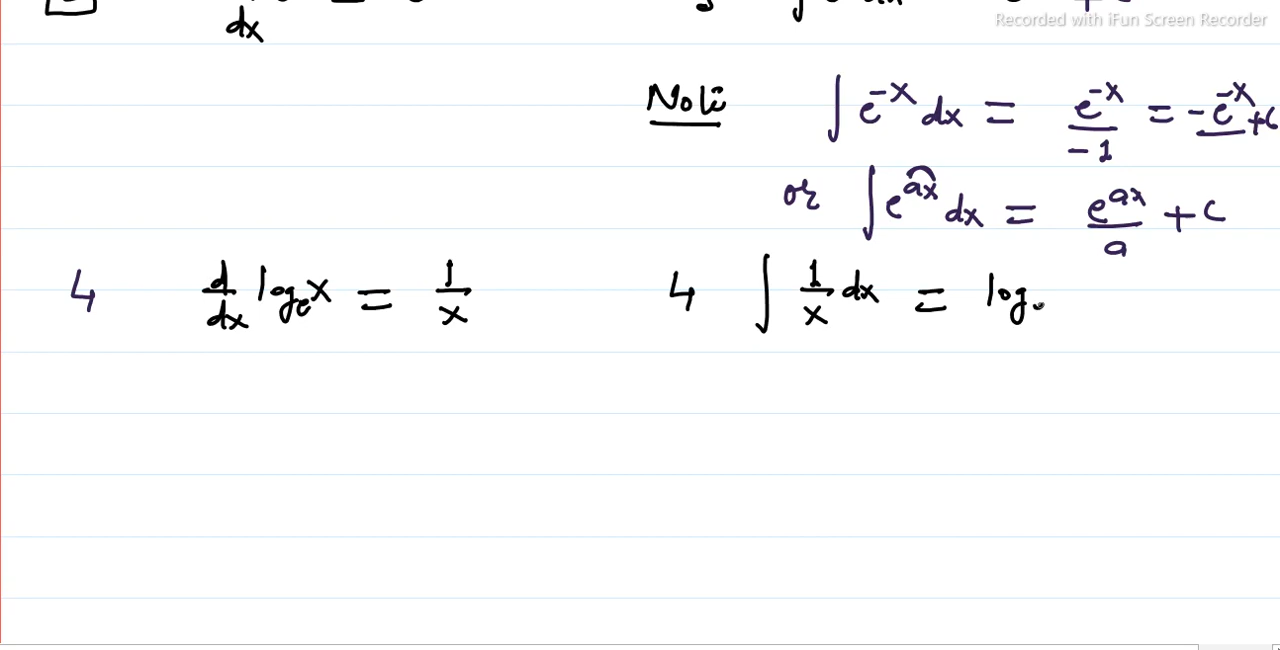 dx
Recorded with iFun Screen Recorder
Note ∫ e^{-x} dx = e^{-x}/-1 = -e^{-x} + C
or ∫ e^{ax} dx = e^{ax}/a + C
4 d/dx log_e x = 1/x 4 ∫ 1/x dx = log